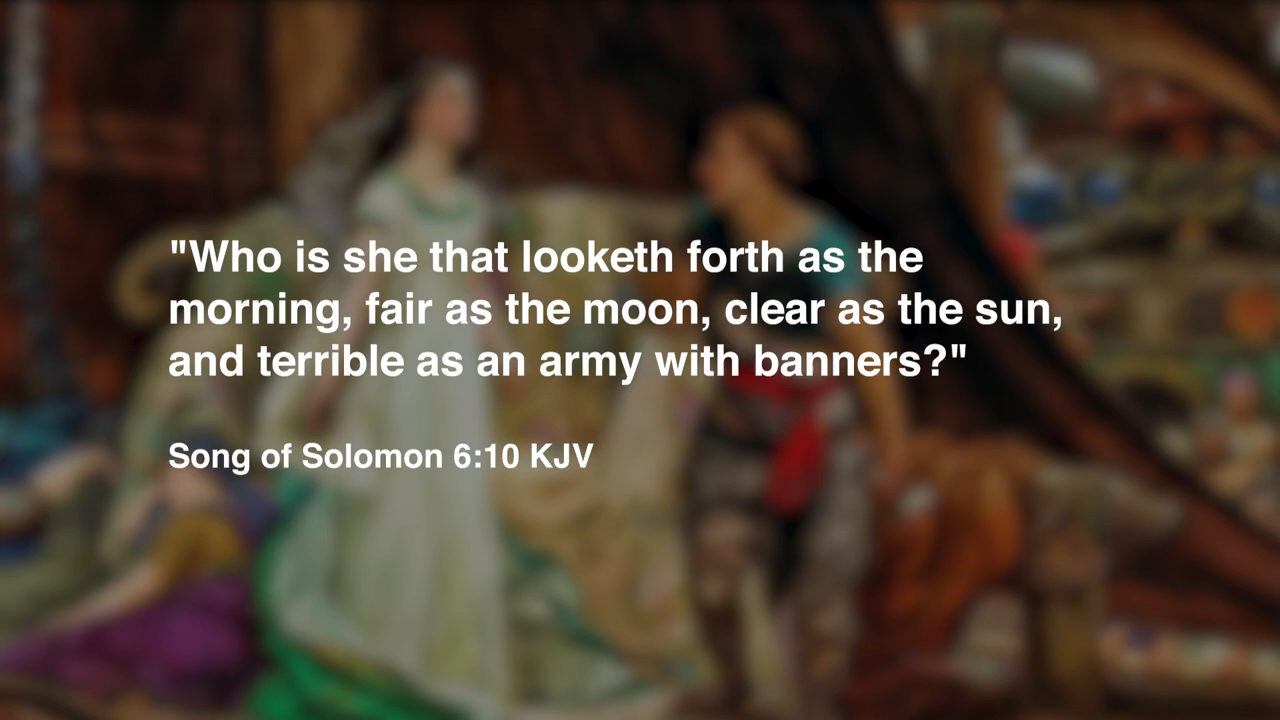 "Who is she that looketh forth as the
morning, fair as the moon, clear as the sun,
and terrible as an army with banners?"
Song of Solomon 6:10 KJV